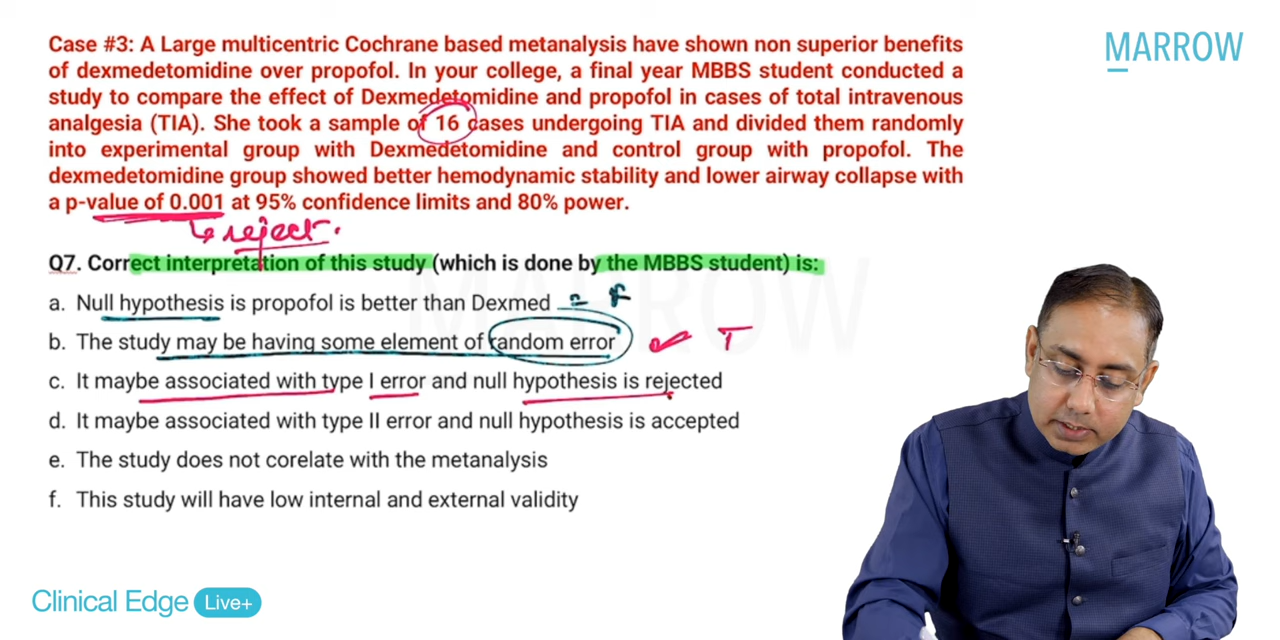 MARROW
Case #3: A Large multicentric Cochrane based metanalysis have shown non superior benefits
of dexmedetomidine over propofol. In your college, a final year MBBS student conducted a
study to compare the effect of Dexmedetomidine and propofol in cases of total intravenous
analgesia (TIA). She took a sample of 16 cases undergoing TIA and divided them randomly
into experimental group with Dexmedetomidine and control group with propofol. The
dexmedetomidine group showed better hemodynamic stability and lower airway collapse with
a p-value of 0.001 at 95% confidence limits and 80% power.
↳ reject.
Q7. Correct interpretation of this study (which is done by the MBBS student) is:
a. Null hypothesis is propofol is better than Dexmed = F
b. The study may be having some element of random error T
c. It maybe associated with type I error and null hypothesis is rejected
d. It maybe associated with type II error and null hypothesis is accepted
e. The study does not corelate with the metanalysis
f. This study will have low internal and external validity
MARROW
Clinical Edge Live+